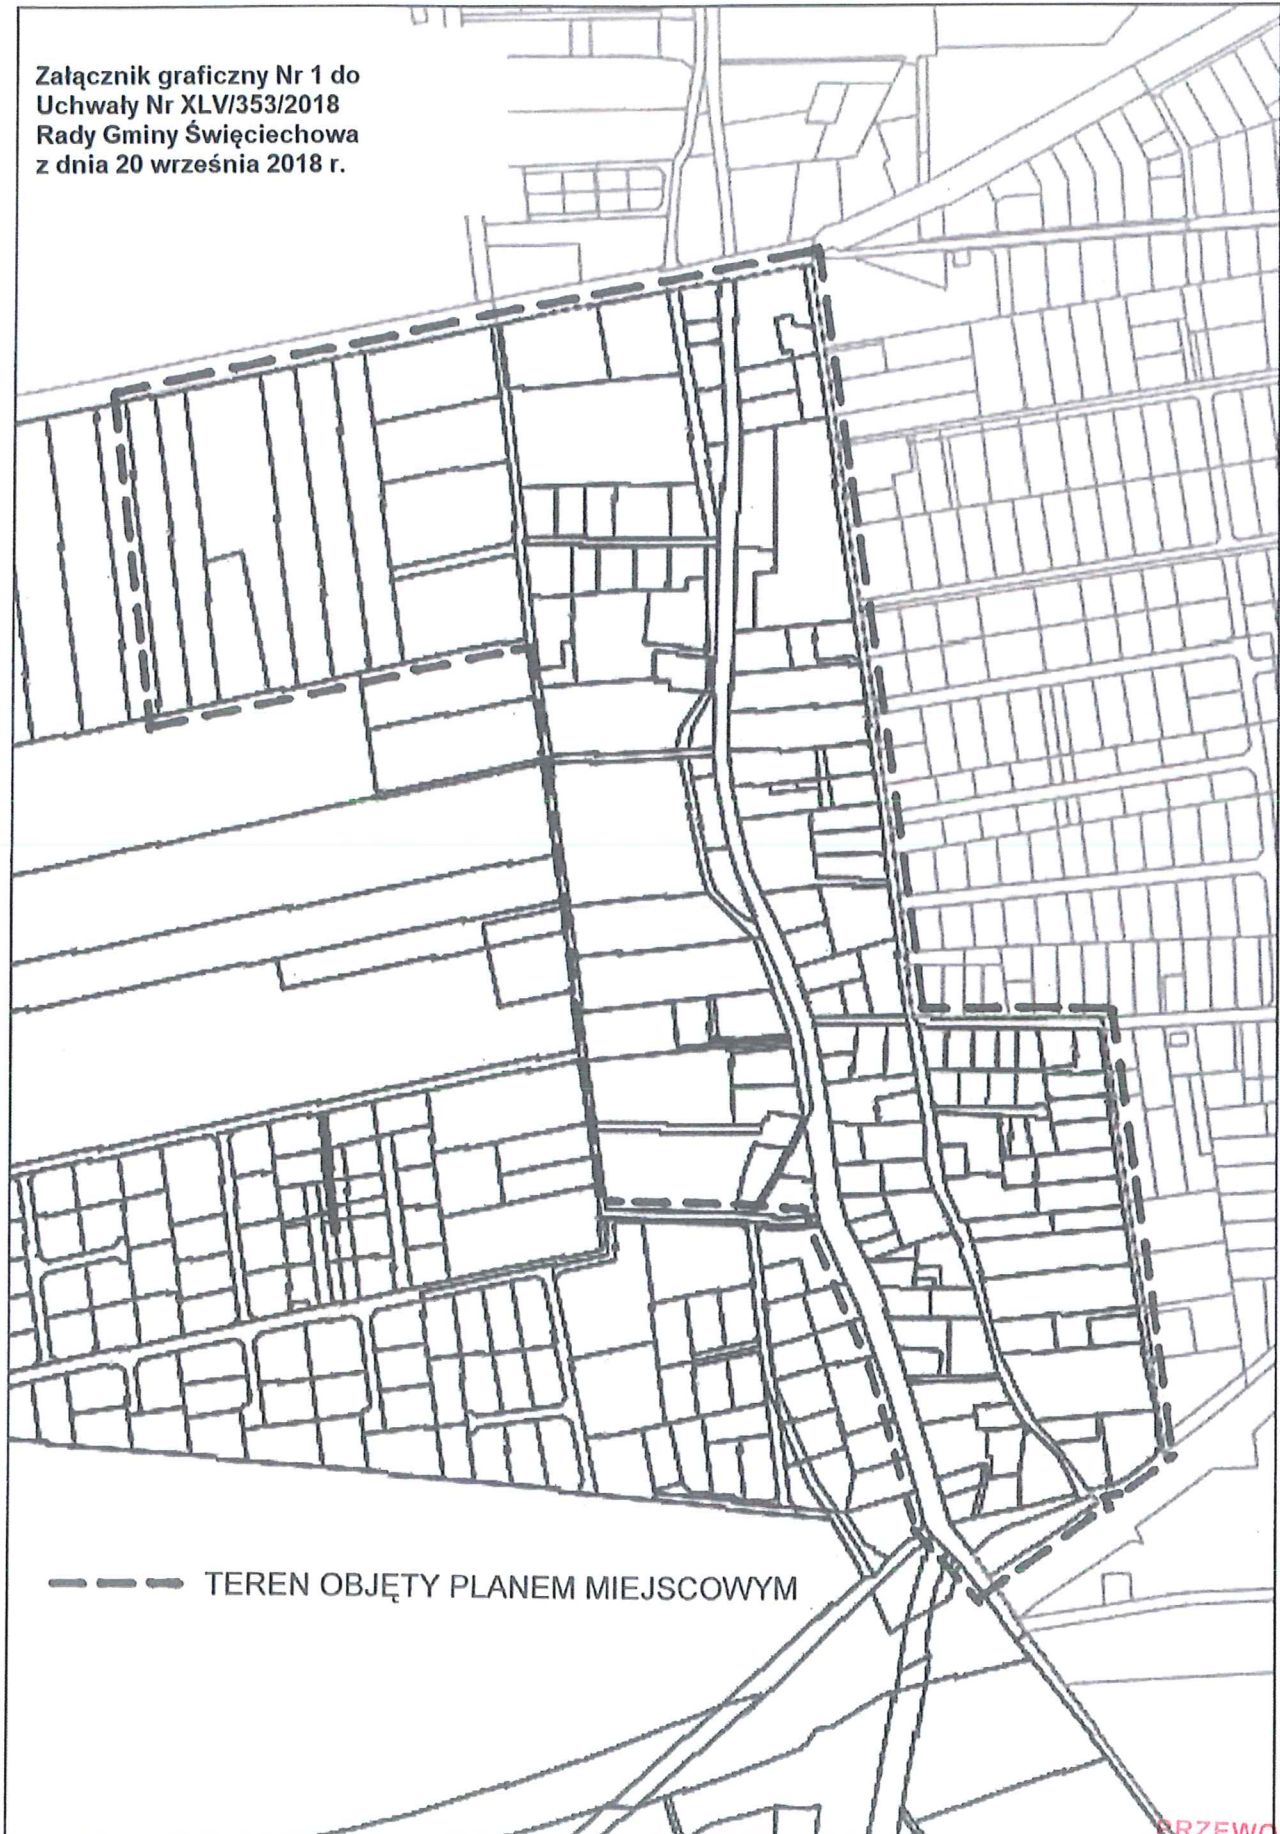 Załącznik graficzny Nr 1 do
Uchwały Nr XLV/353/2018
Rady Gminy Święciechowa
z dnia 20 września 2018 r.
TEREN OBJĘTY PLANEM MIEJSCOWYM